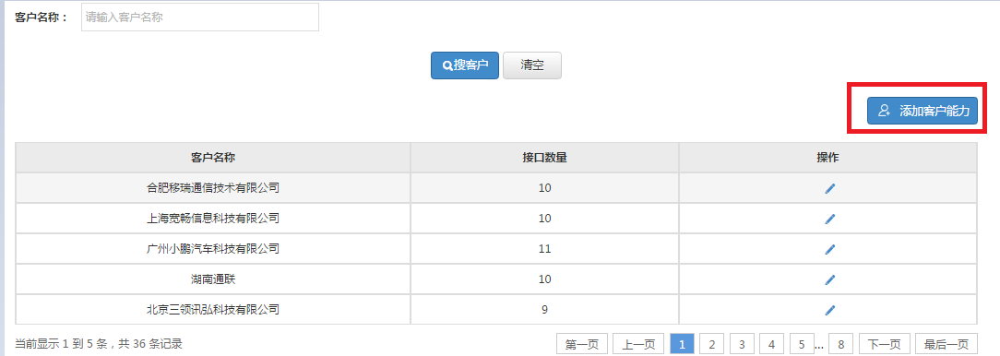 客户名称： 请输入客户名称
搜客户 清空
添加客户能力
客户名称 接口数量 操作
合肥移瑞通信技术有限公司 10
上海宽畅信息科技有限公司 10
广州小鹏汽车科技有限公司 11
湖南通联 10
北京三领讯弘科技有限公司 9
当前显示 1 到 5 条，共 36 条记录 第一页 上一页 1 2 3 4 5 ... 8 下一页 最后一页